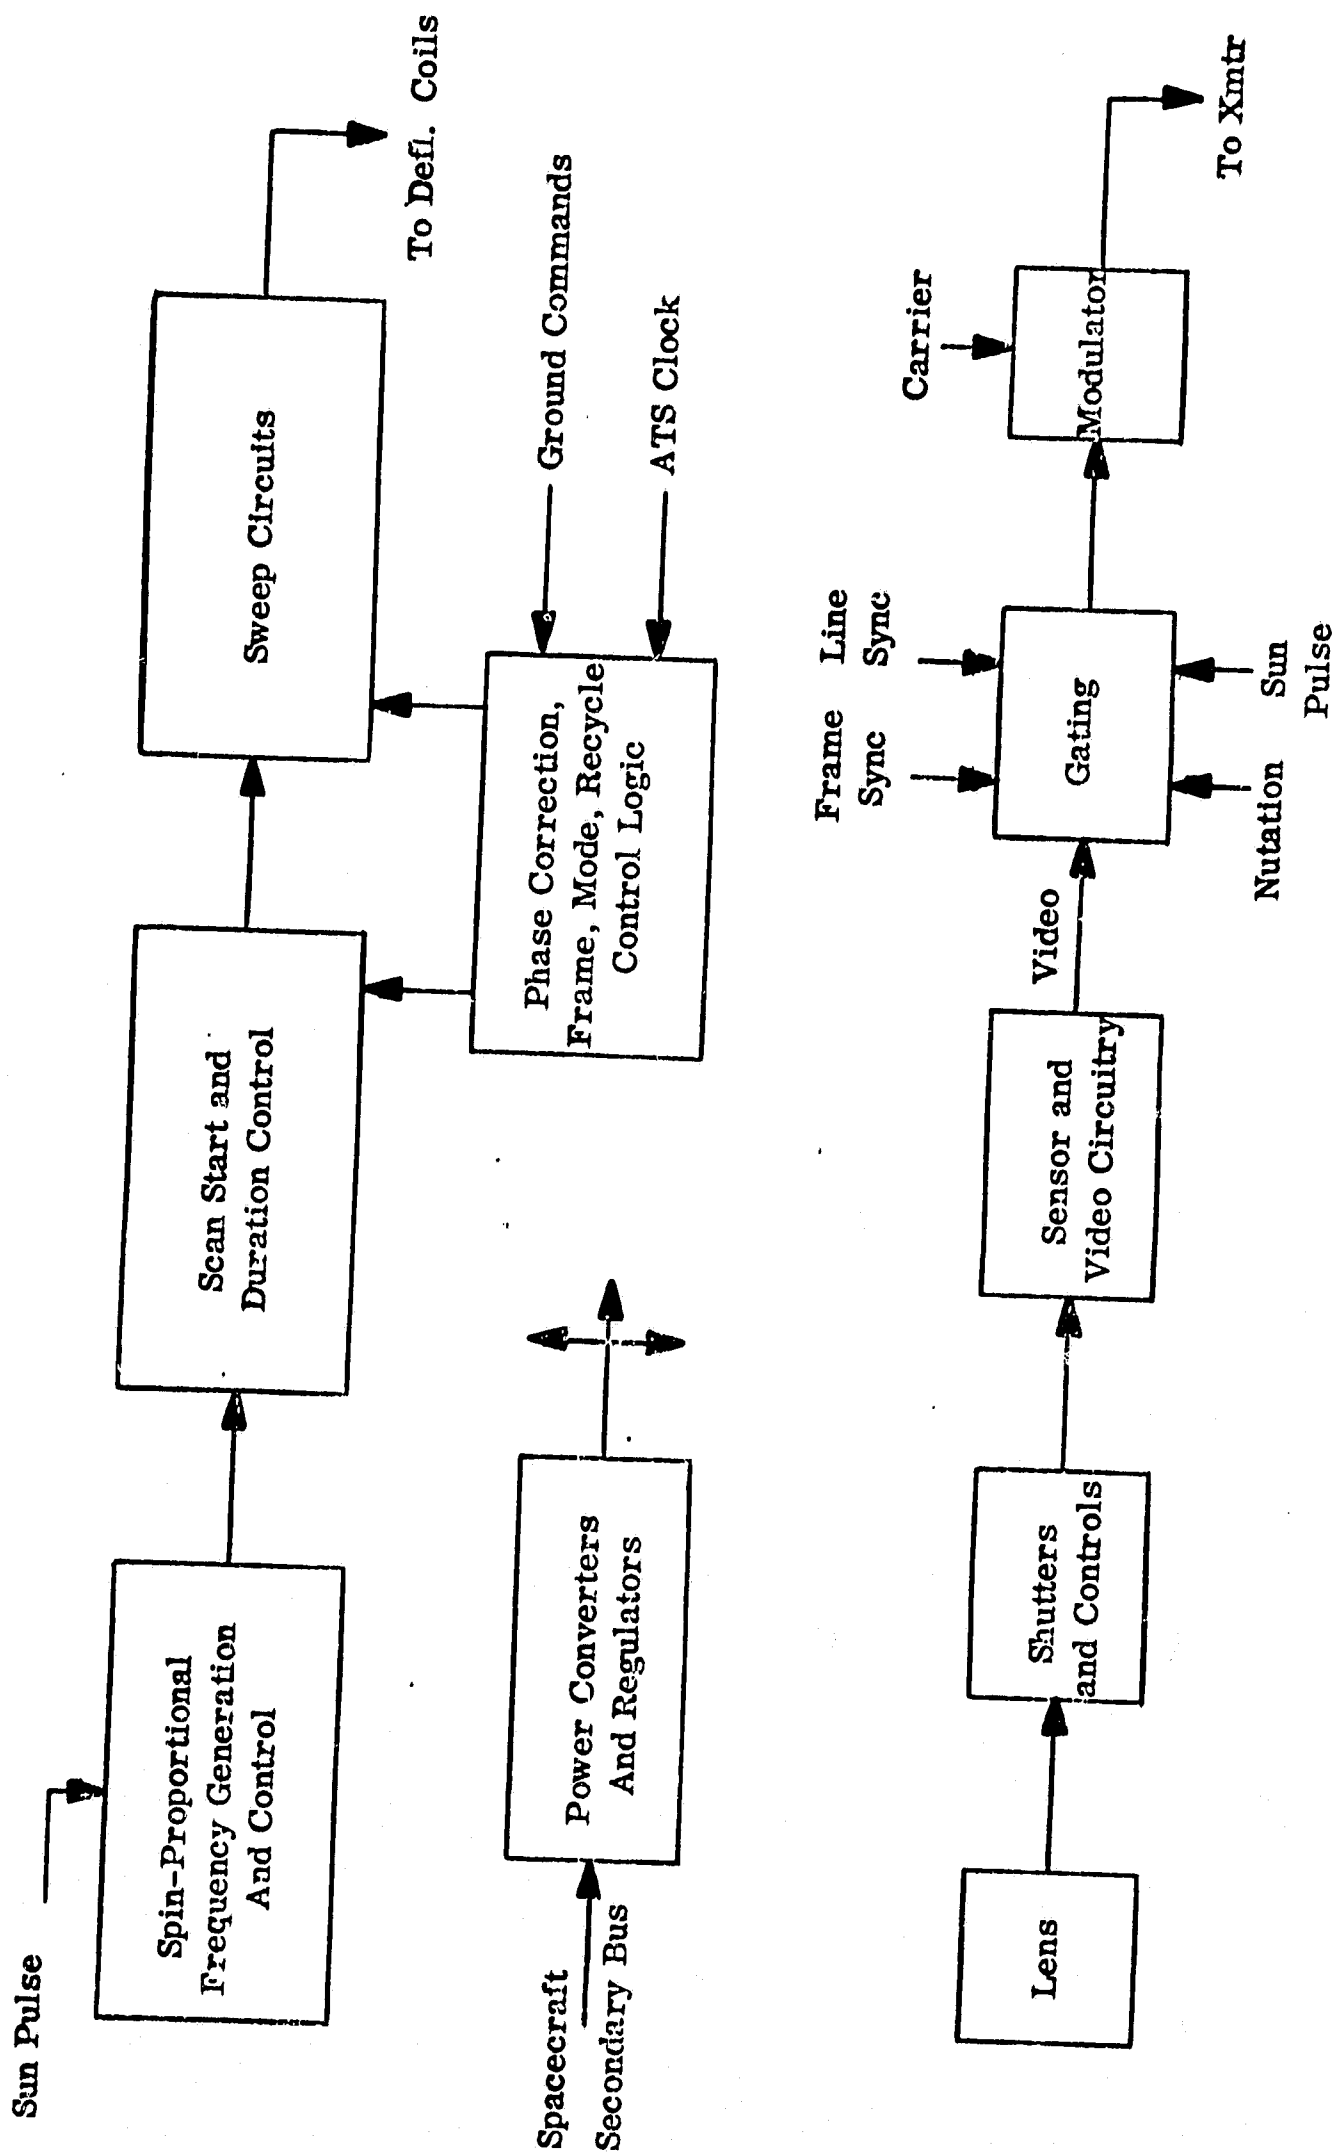 Sun Pulse
Spin-Proportional
Frequency Generation
And Control
Scan Start and
Duration Control
Sweep Circuits
To Defl. Coils
Phase Correction,
Frame, Mode, Recycle
Control Logic
Ground Commands
ATS Clock
Spacecraft
Secondary Bus
Power Converters
And Regulators
Lens
Shutters
and Controls
Sensor and
Video Circuitry
Video
Frame
Sync
Line
Sync
Gating
Nutation
Sun
Pulse
Carrier
Modulator
To Xmtr